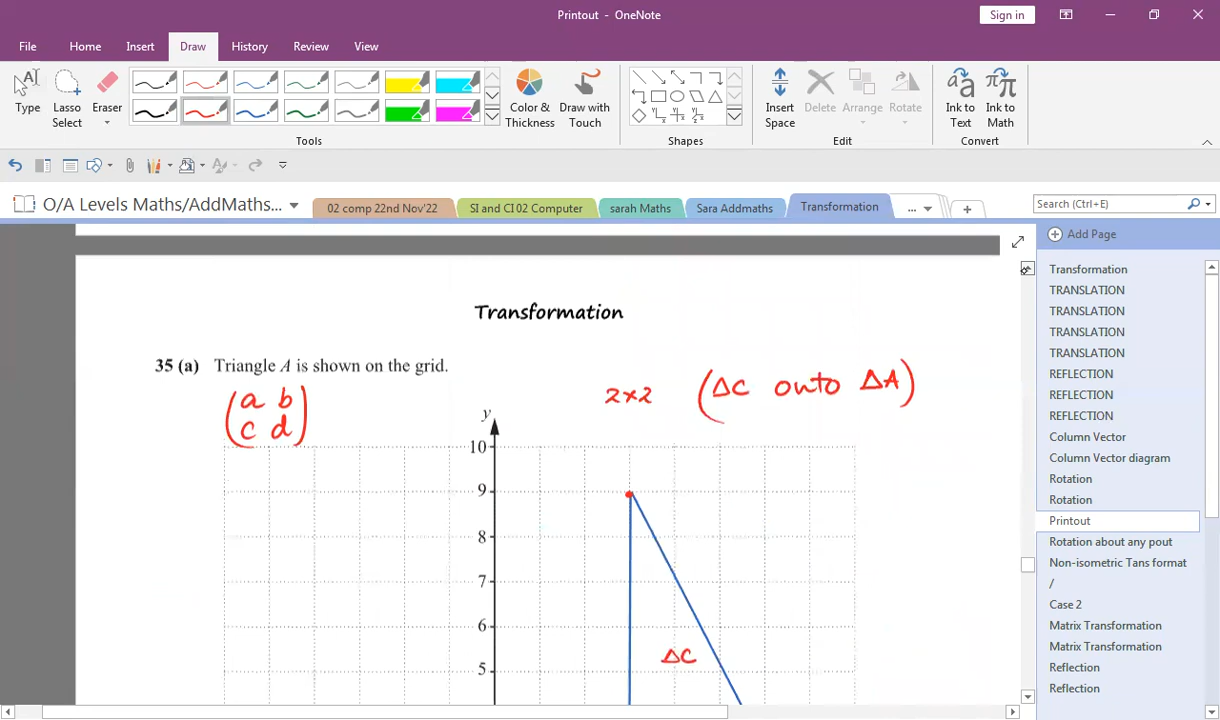 Printout - OneNote
Sign in
File Home Insert Draw History Review View
Type
Lasso Select
Eraser
Color & Thickness
Draw with Touch
Insert Space
Delete
Arrange
Rotate
Ink to Text
Ink to Math
Tools
Shapes
Edit
Convert
O/A Levels Maths/AddMaths...
02 comp 22nd Nov'22
SI and CI02 Computer
sarah Maths
Sara Addmaths
Transformation
...
Search (Ctrl+E)
Add Page
Transformation
TRANSLATION
TRANSLATION
TRANSLATION
TRANSLATION
REFLECTION
REFLECTION
REFLECTION
Column Vector
Column Vector diagram
Rotation
Rotation
Printout
Rotation about any pout
Non-isometric Tans format
/
Case 2
Matrix Transformation
Matrix Transformation
Reflection
Reflection
Transformation
35 (a) Triangle A is shown on the grid.
(a b
c d)
2×2 (ΔC onto ΔA)
y
10
9
8
7
6
5
ΔC